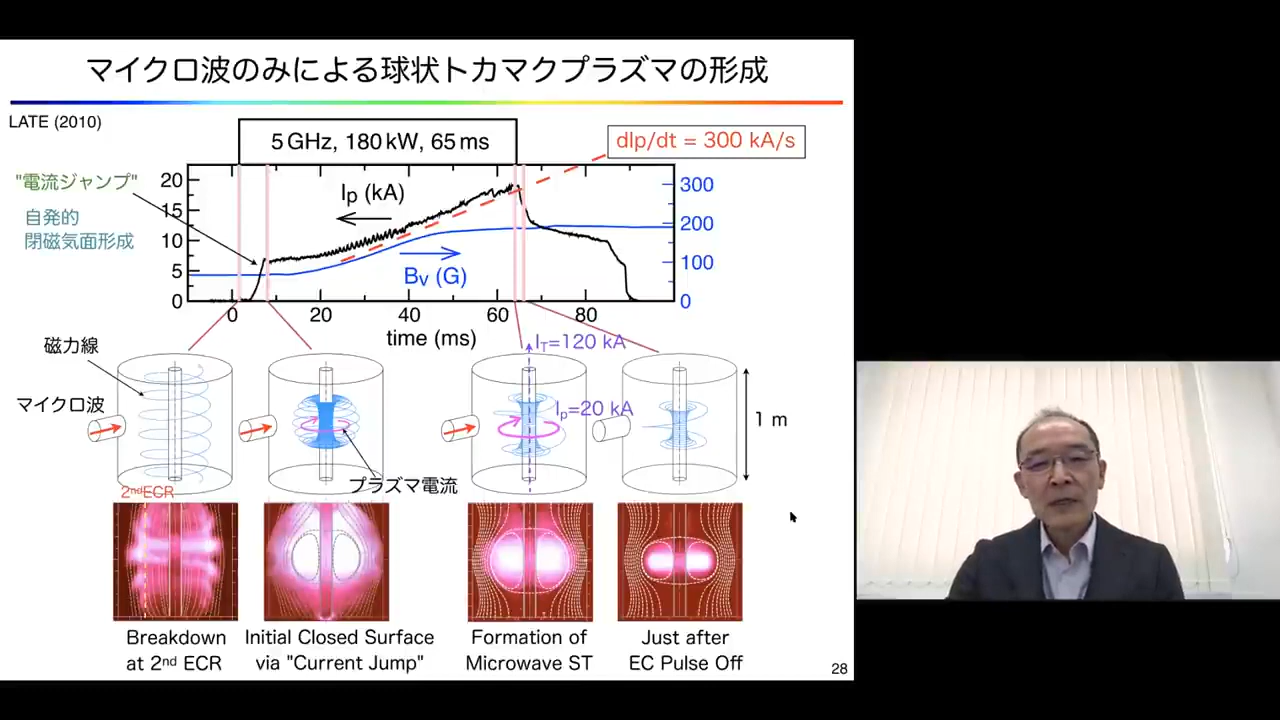 マイクロ波のみによる球状トカマクプラズマの形成
LATE (2010)
5 GHz, 180 kW, 65 ms
dIp/dt = 300 kA/s
"電流ジャンプ"
自発的
閉磁気面形成
20
15
10
5
0
Ip (kA)
Bv (G)
300
200
100
0
0
20
40
60
80
time (ms)
磁力線
マイクロ波
IT=120 kA
Ip=20 kA
1 m
プラズマ電流
2nd ECR
Breakdown
at 2nd ECR
Initial Closed Surface
via "Current Jump"
Formation of
Microwave ST
Just after
EC Pulse Off
28